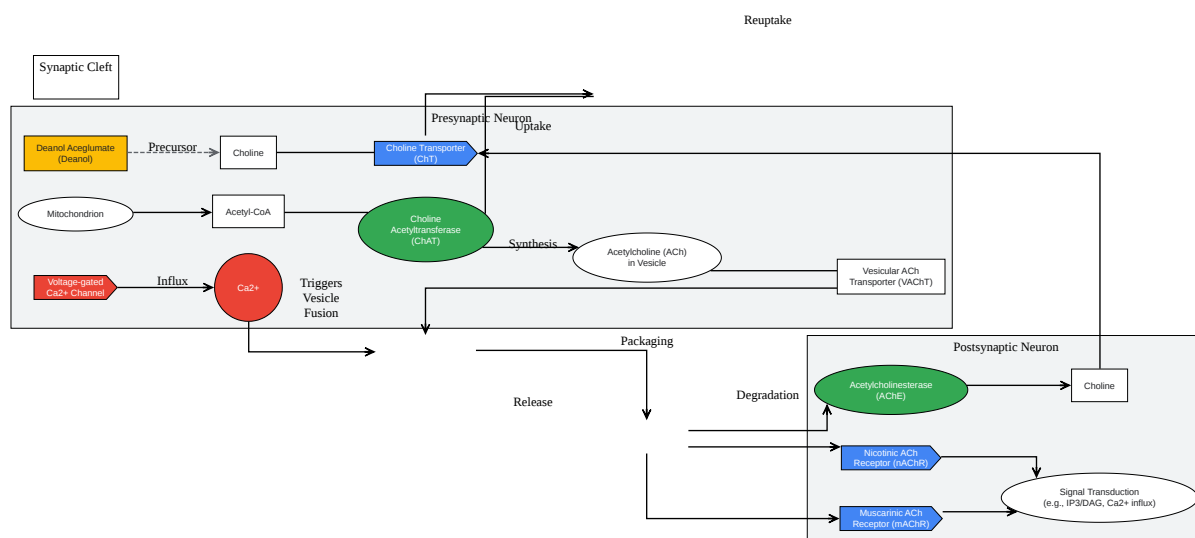 Reuptake
Synaptic Cleft
Presynaptic Neuron
Uptake
Deanol Aceglumate
(Deanol)
Precursor
Choline
Choline Transporter
(ChT)
Mitochondrion
Acetyl-CoA
Choline
Acetyltransferase
(ChAT)
Synthesis
Acetylcholine (ACh)
in Vesicle
Vesicular ACh
Transporter (VAChT)
Voltage-gated
Ca2+ Channel
Influx
Ca2+
Triggers
Vesicle
Fusion
Packaging
Postsynaptic Neuron
Release
Degradation
Acetylcholinesterase
(AChE)
Choline
Nicotinic ACh
Receptor (nAChR)
Signal Transduction
(e.g., IP3/DAG, Ca2+ influx)
Muscarinic ACh
Receptor (mAChR)